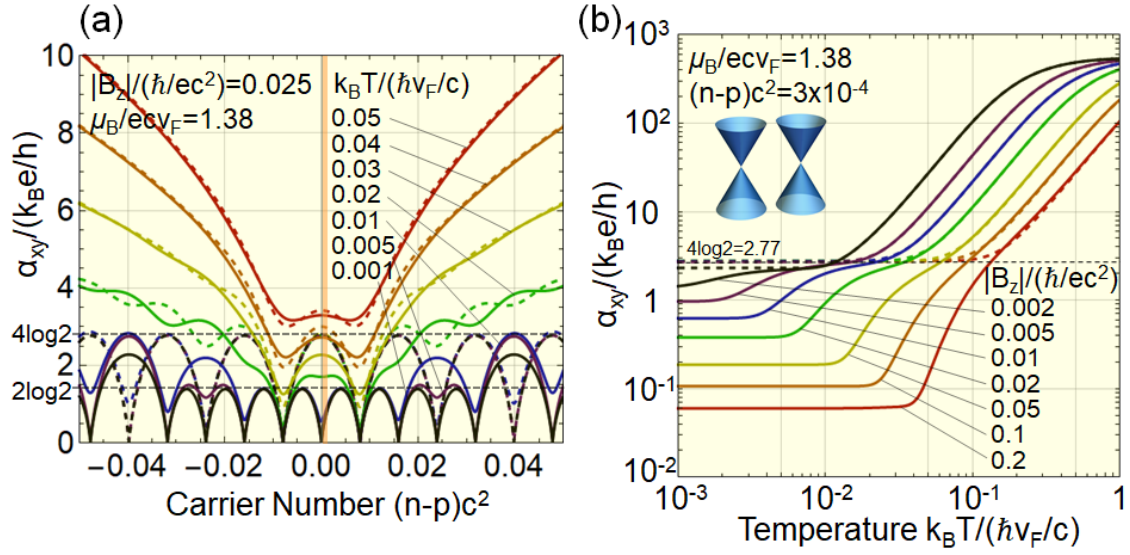 (a)
10
8
6
4
4log2
2
2log2
0
α_xy/(k_Be/h)
|B_z|/(ℏ/ec²)=0.025
μ_B/ecv_F=1.38
k_BT/(ℏv_F/c)
0.05
0.04
0.03
0.02
0.01
0.005
0.001
−0.04
−0.02
0.00
0.02
0.04
Carrier Number (n-p)c²
(b)
10³
10²
10
1
10⁻¹
10⁻²
α_xy/(k_Be/h)
μ_B/ecv_F=1.38
(n-p)c²=3x10⁻⁴
4log2=2.77
|B_z|/(ℏ/ec²)
0.002
0.005
0.01
0.02
0.05
0.1
0.2
10⁻³
10⁻²
10⁻¹
1
Temperature k_BT/(ℏv_F/c)